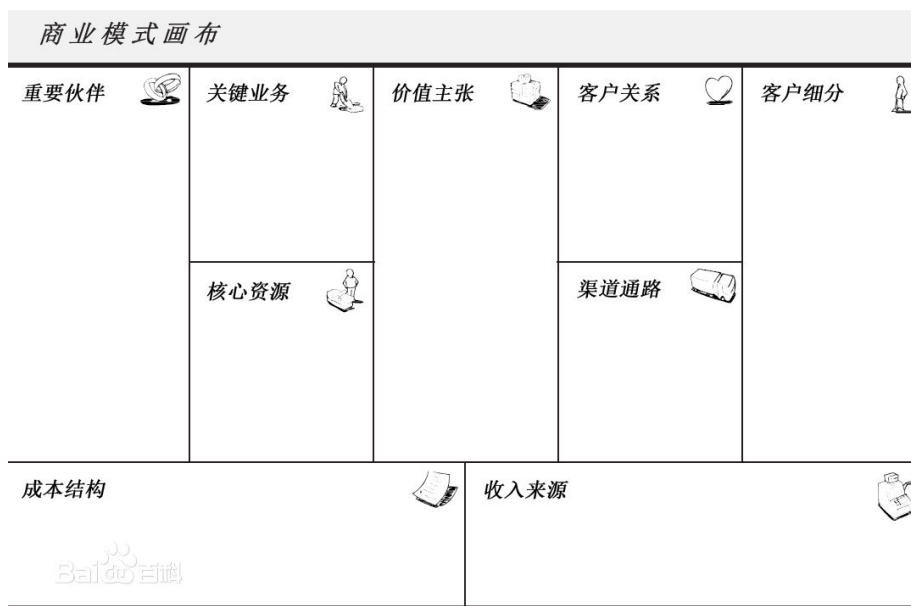 商业模式画布
重要伙伴
关键业务
价值主张
客户关系
客户细分
核心资源
渠道通路
成本结构
收入来源
Baidu百科